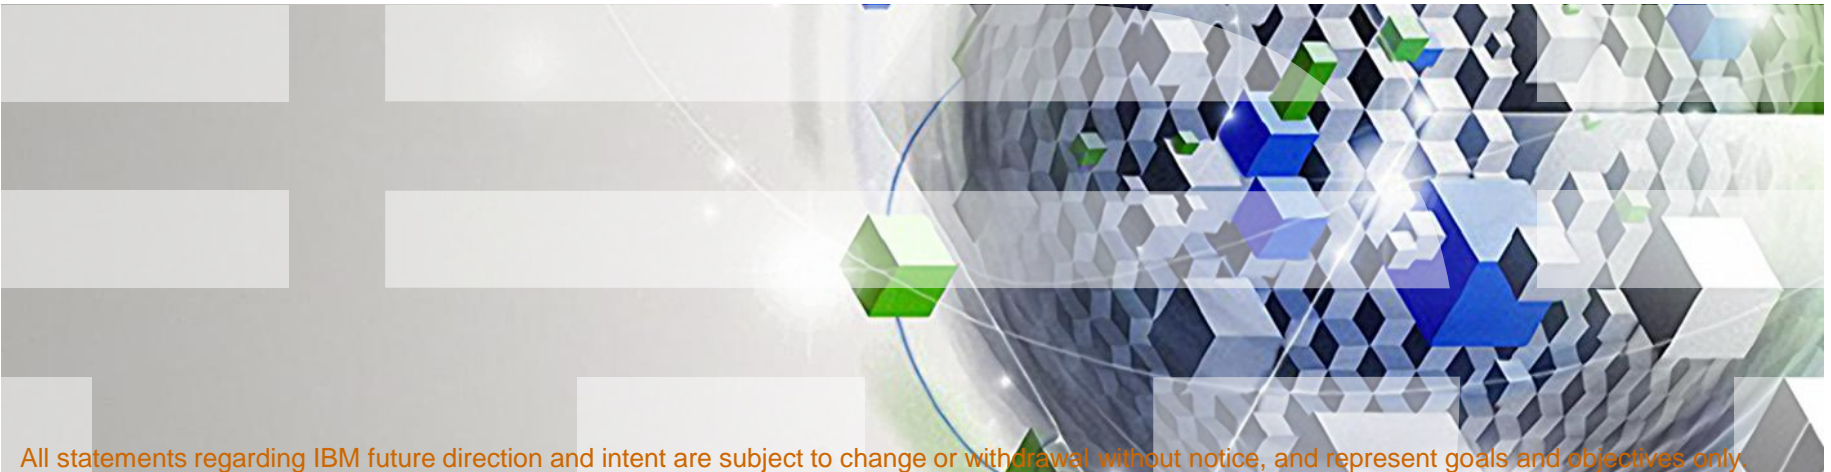 All statements regarding IBM future direction and intent are subject to change or withdrawal without notice, and represent goals and objectives only.